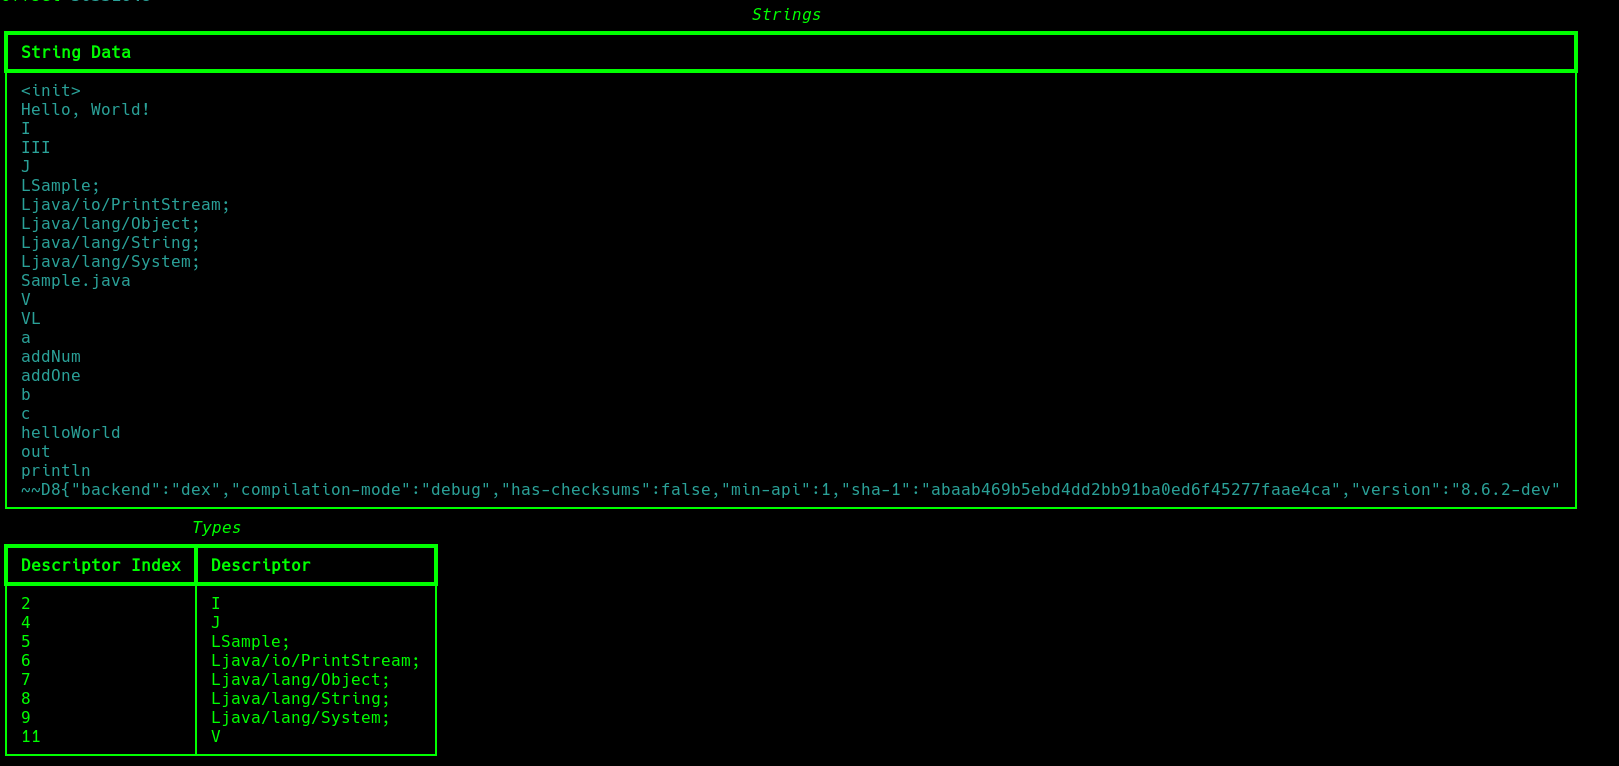 Strings
String Data
<init>
Hello, World!
I
III
J
LSample;
Ljava/io/PrintStream;
Ljava/lang/Object;
Ljava/lang/String;
Ljava/lang/System;
Sample.java
V
VL
a
addNum
addOne
b
c
helloWorld
out
println
~~D8{"backend":"dex","compilation-mode":"debug","has-checksums":false,"min-api":1,"sha-1":"abaab469b5ebd4dd2bb91ba0ed6f45277faae4ca","version":"8.6.2-dev"
Types
Descriptor Index Descriptor
2 I
4 J
5 LSample;
6 Ljava/io/PrintStream;
7 Ljava/lang/Object;
8 Ljava/lang/String;
9 Ljava/lang/System;
11 V